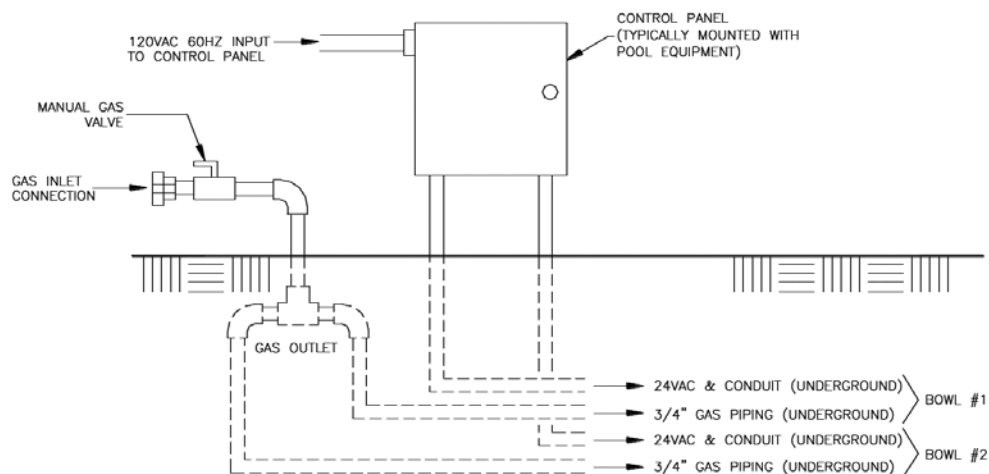 120VAC 60HZ INPUT
TO CONTROL PANEL
CONTROL PANEL
(TYPICALLY MOUNTED WITH
POOL EQUIPMENT)
MANUAL GAS
VALVE
GAS INLET
CONNECTION
GAS OUTLET
24VAC & CONDUIT (UNDERGROUND)
3/4" GAS PIPING (UNDERGROUND)
BOWL #1
24VAC & CONDUIT (UNDERGROUND)
3/4" GAS PIPING (UNDERGROUND)
BOWL #2